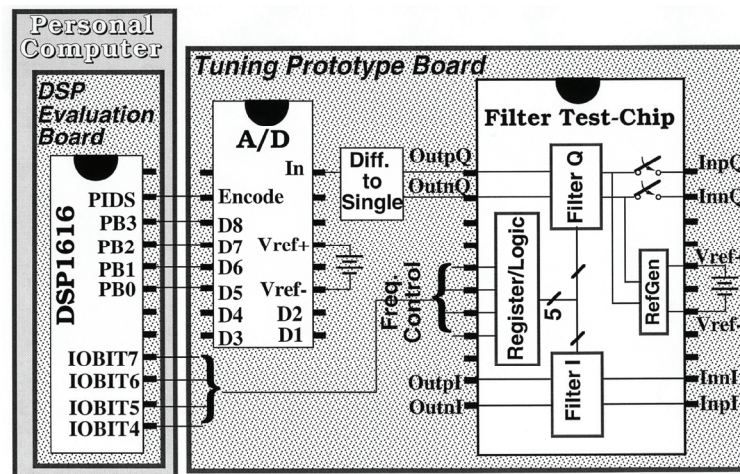 Personal
Computer
DSP
Evaluation
Board
DSP1616
PIDS
PB3
PB2
PB1
PB0
IOBIT7
IOBIT6
IOBIT5
IOBIT4
Tuning Prototype Board
A/D
In
Encode
D8
D7
Vref+
D6
D5
Vref-
D4
D2
D3
D1
Diff.
to
Single
Freq.
Control
Filter Test-Chip
OutpQ
OutnQ
Filter Q
InpQ
InnQ
Register/Logic
5
RefGen
Vref+
Vref-
OutpI
OutnI
Filter I
InnI
InpI